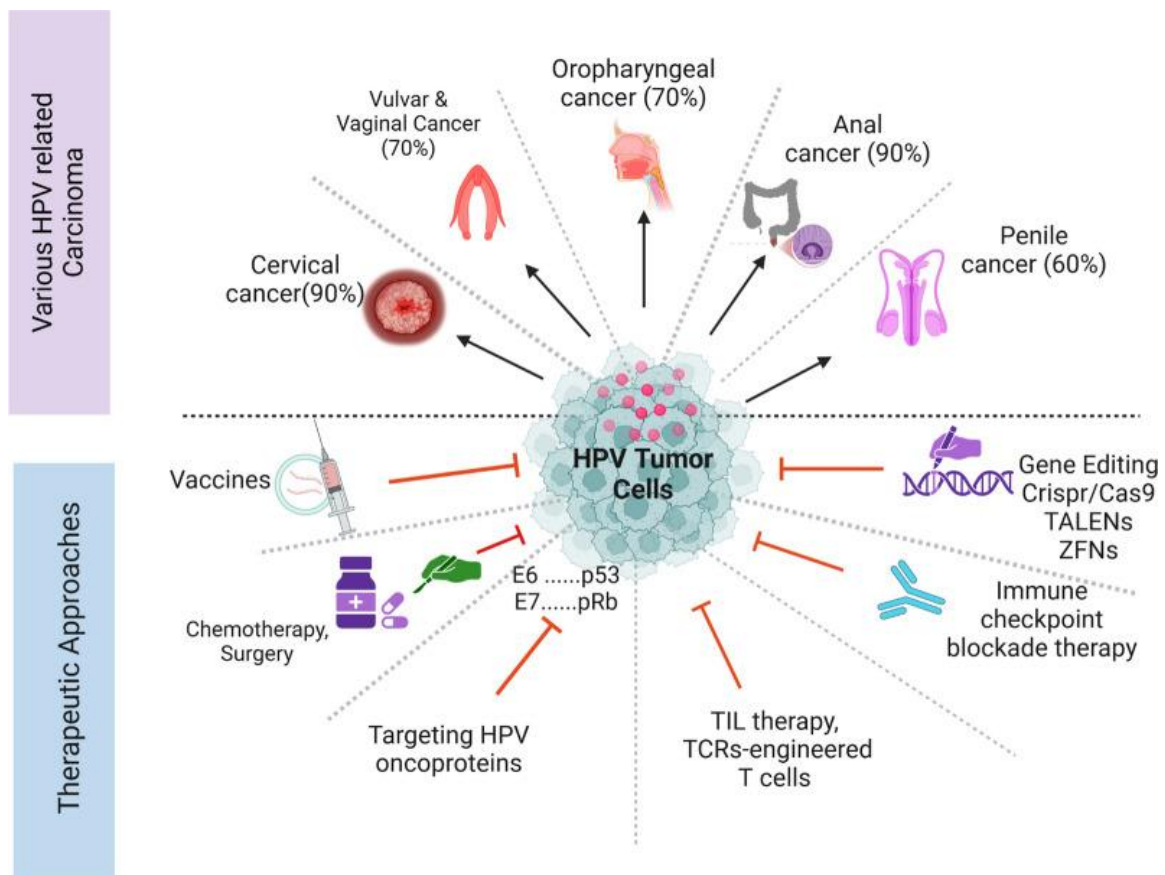 Various HPV related
Carcinoma
Oropharyngeal
cancer (70%)
Vulvar &
Vaginal Cancer
(70%)
Anal
cancer (90%)
Cervical
cancer(90%)
Penile
cancer (60%)
Therapeutic Approaches
HPV Tumor
Cells
Vaccines
Gene Editing
Crispr/Cas9
TALENs
ZFNs
E6 ......p53
E7......pRb
Chemotherapy,
Surgery
Immune
checkpoint
blockade therapy
Targeting HPV
oncoproteins
TIL therapy,
TCRs-engineered
T cells